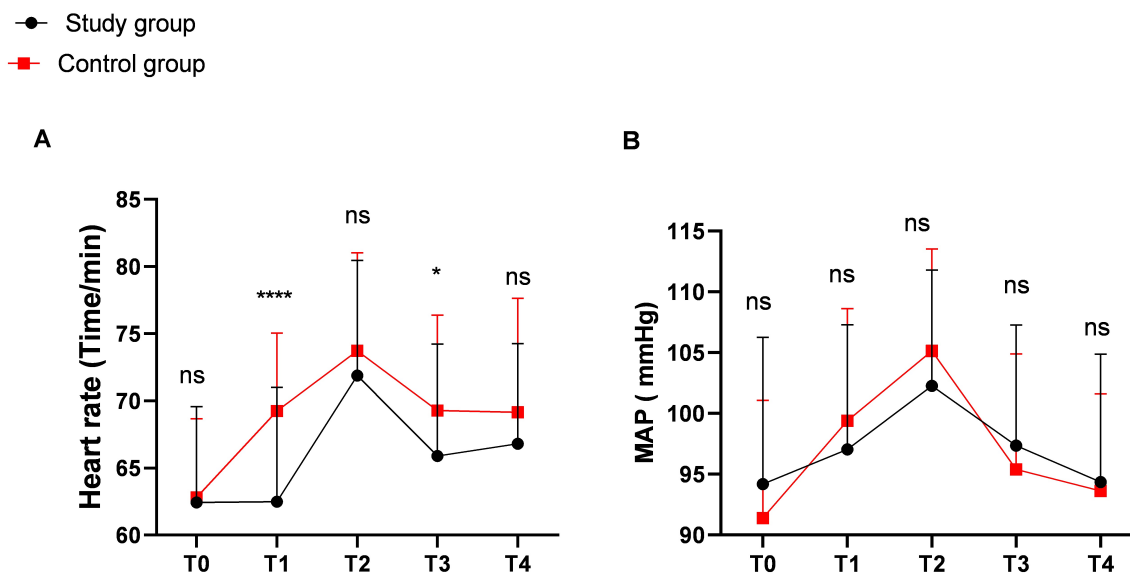 Study group
Control group
A
B
Heart rate (Time/min)
85
80
75
70
65
60
ns
****
ns
*
ns
T0
T1
T2
T3
T4
MAP ( mmHg)
115
110
105
100
95
90
ns
ns
ns
ns
ns
T0
T1
T2
T3
T4